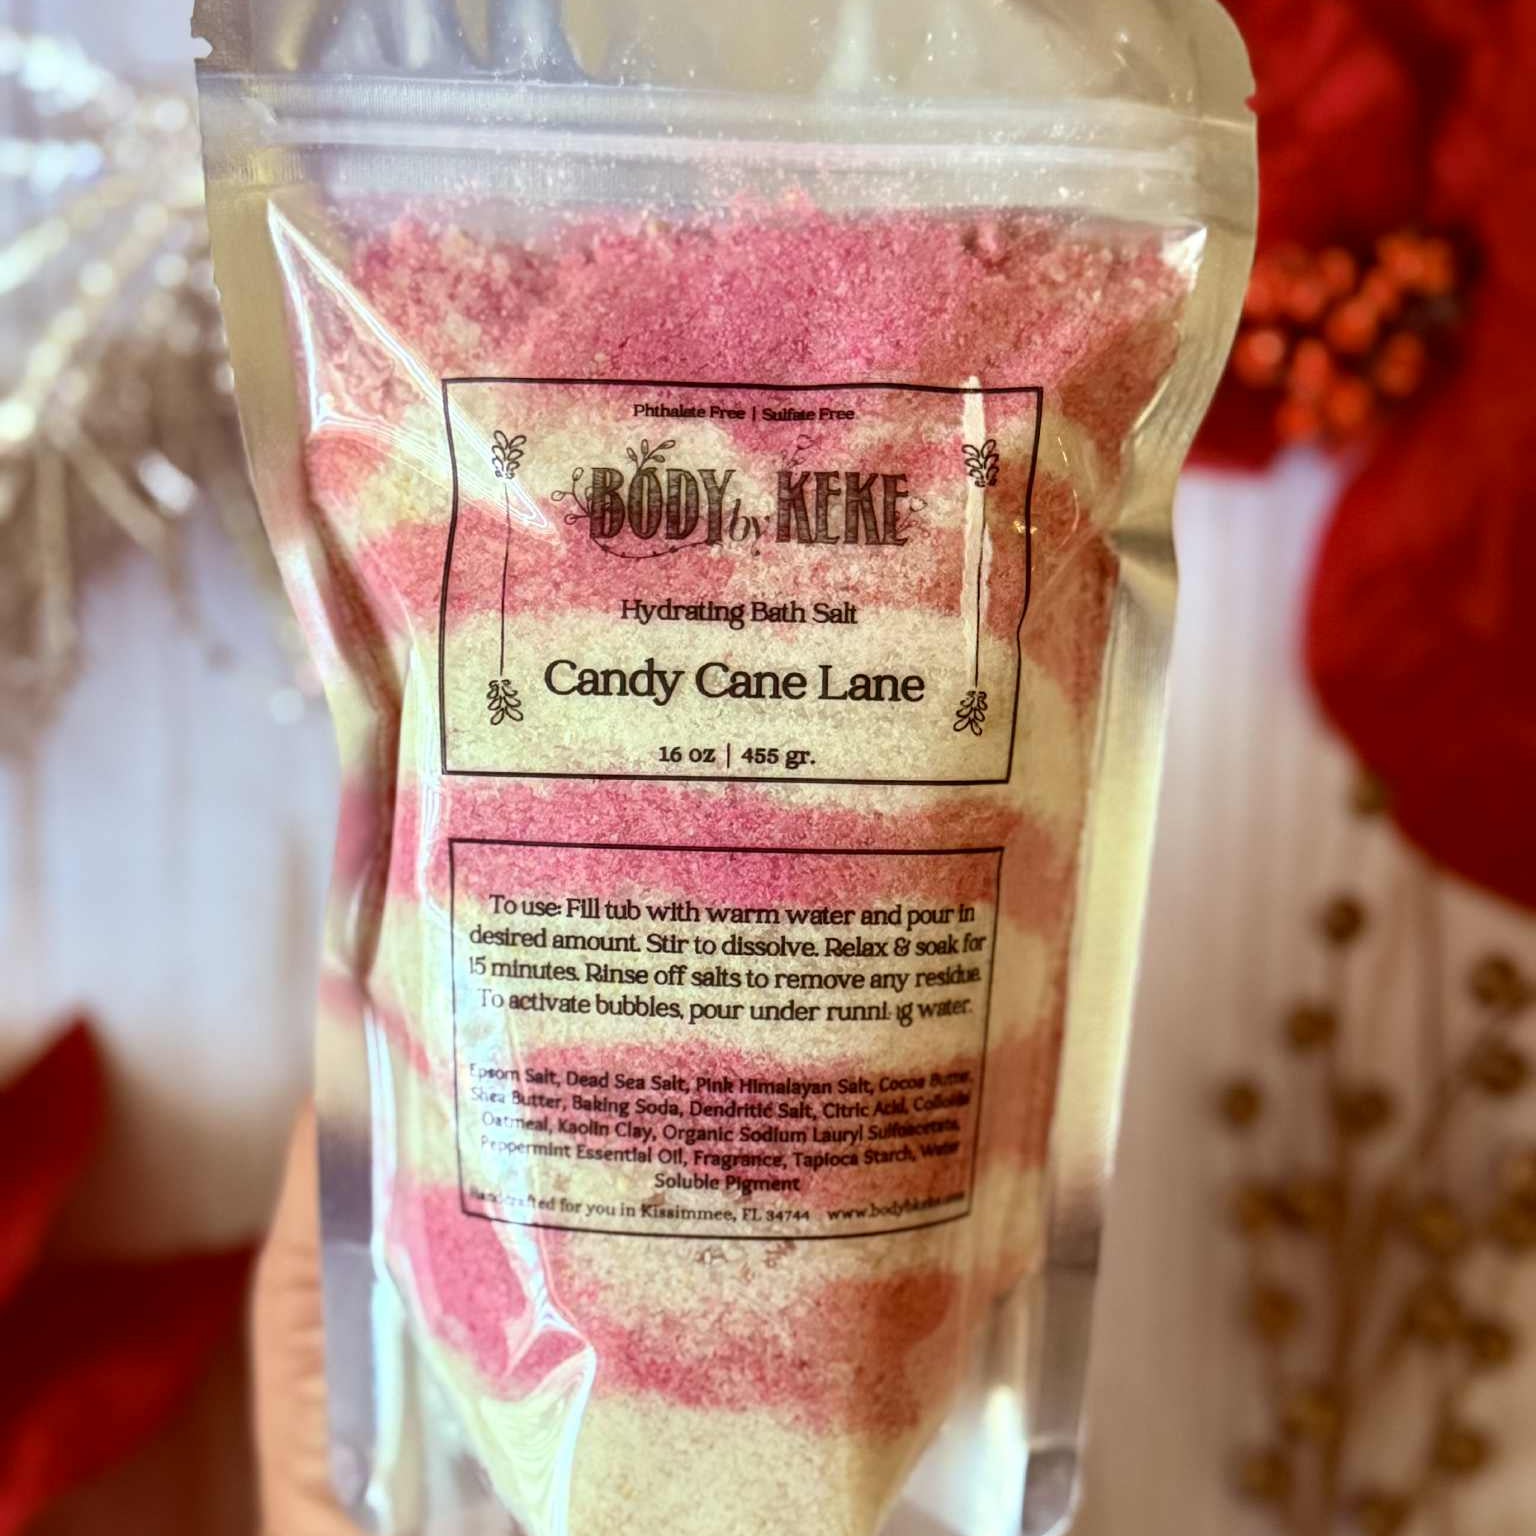 Phthalate Free | Sulfate Free
BODY by KEKE
Hydrating Bath Salt
Candy Cane Lane
16 oz | 455 gr.
To use: Fill tub with warm water and pour in
desired amount. Stir to dissolve. Relax & soak for
15 minutes. Rinse off salts to remove any residue.
To activate bubbles, pour under running water.
Epsom Salt, Dead Sea Salt, Pink Himalayan Salt, Cocoa Butter,
Shea Butter, Baking Soda, Dendritic Salt, Citric Acid, Colloidal
Oatmeal, Kaolin Clay, Organic Sodium Lauryl Sulfoacetate,
Peppermint Essential Oil, Fragrance, Tapioca Starch, Water
Soluble Pigment
Handcrafted for you in Kissimmee, FL 34744